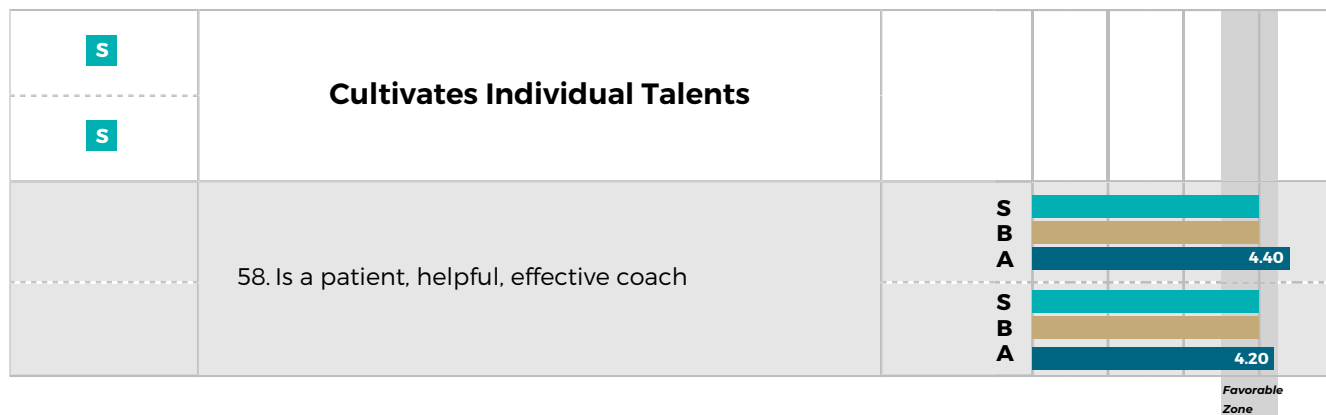 S
Cultivates Individual Talents
S
58. Is a patient, helpful, effective coach
S
B
A 4.40
S
B
A 4.20
Favorable
Zone